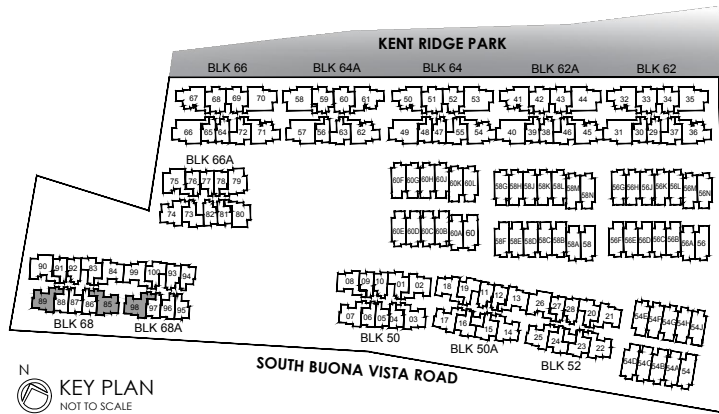 KENT RIDGE PARK
BLK 66 BLK 64A BLK 64 BLK 62A BLK 62
67 68 69 70 58 59 60 61 50 51 52 53 41 42 43 44 32 33 34 35
66 65 64 72 71 57 56 63 62 49 48 47 55 54 40 39 38 46 45 31 30 29 37 36
BLK 66A
75 76 77 78 79 60F 60G 60H 60J 60K 60L 58G 58H 58J 58K 58L 58M 58N 56G 56H 56J 56K 56L 56M 56N
74 73 82 81 80 60E 60D 60C 60B 60A 60 58F 58E 58D 58C 58B 58A 58 56F 56E 56D 56C 56B 56A 56
90 91 92 83 84 99 100 93 94 08 09 10 01 02 18 19 11 12 13 26 27 28 20 21 54E 54F 54G 54H 54J
89 88 87 86 85 98 97 96 95 07 06 05 04 03 17 16 15 14 25 24 23 22 54D 54C 54B 54A 54
BLK 68 BLK 68A BLK 50 BLK 50A BLK 52
SOUTH BUONA VISTA ROAD
N
KEY PLAN
NOT TO SCALE